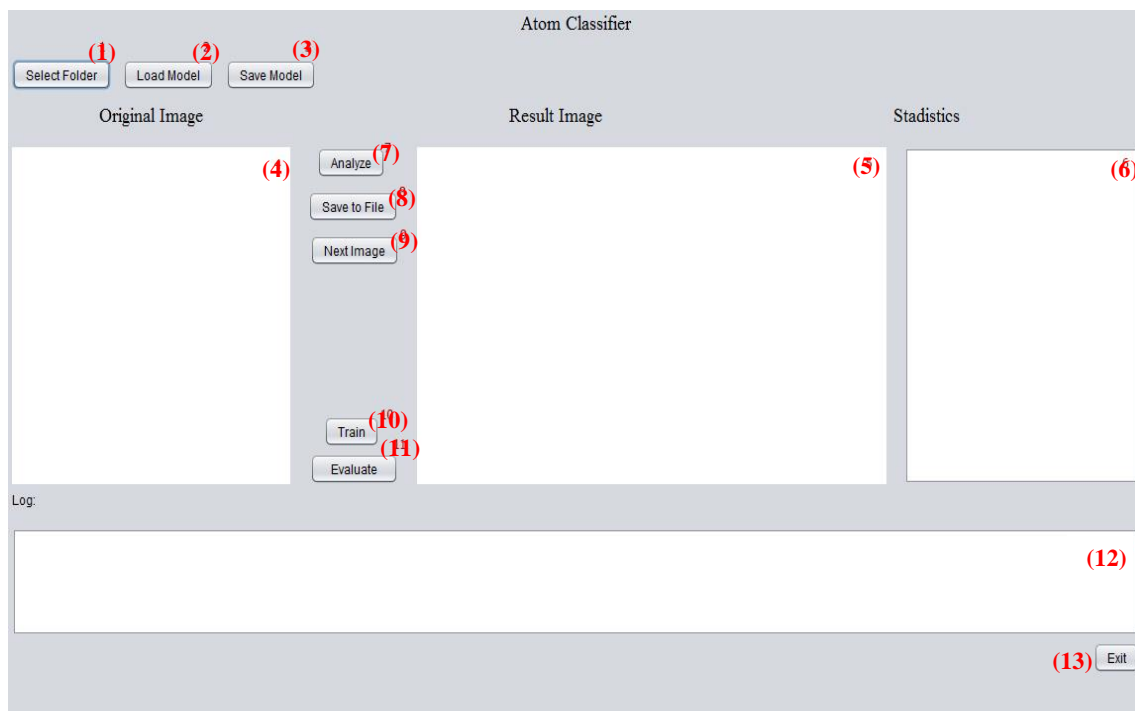 Atom Classifier
(1) (2) (3)
Select Folder Load Model Save Model
Original Image Result Image Stadistics
(4) Analyze (7) (5) (6)
Save to File (8)
Next Image (9)
(10)
Train
(11)
Evaluate
Log:
(12)
(13) Exit